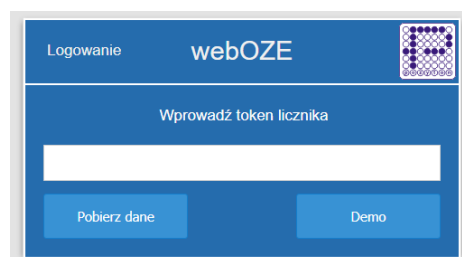 Logowanie
webOZE
Wprowadź token licznika
Pobierz dane
Demo